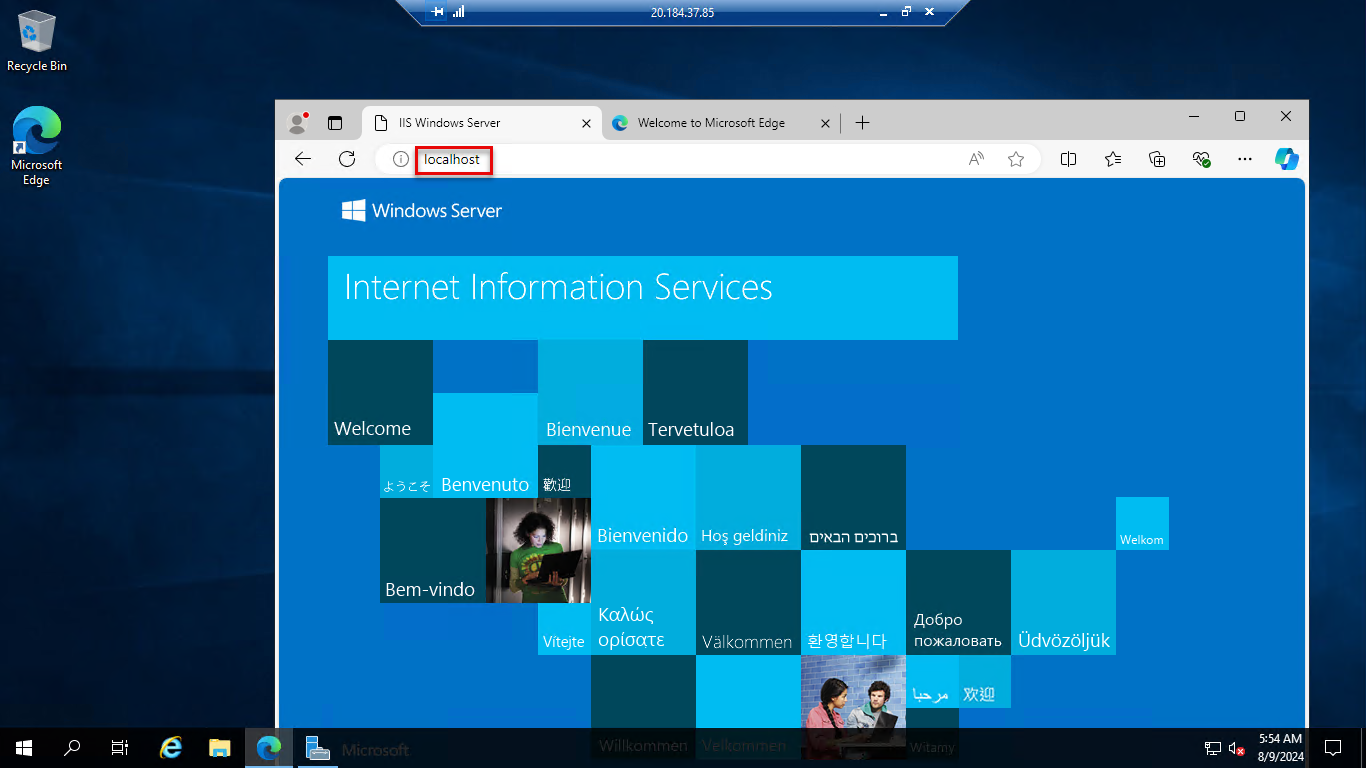 20.184.37.85
Recycle Bin
Microsoft
Edge
IIS Windows Server
Welcome to Microsoft Edge
localhost
Windows Server
Internet Information Services
Welcome
Bienvenue
Tervetuloa
ようこそ
Benvenuto
歡迎
Bienvenido
Hoş geldiniz
ברוכים הבאים
Welkom
Bem-vindo
Vítejte
Καλώς
ορίσατε
Välkommen
환영합니다
Добро
пожаловать
Üdvözöljük
مرحبا
欢迎
Microsoft
Willkommen
Velkommen
Witamy
5:54 AM
8/9/2024